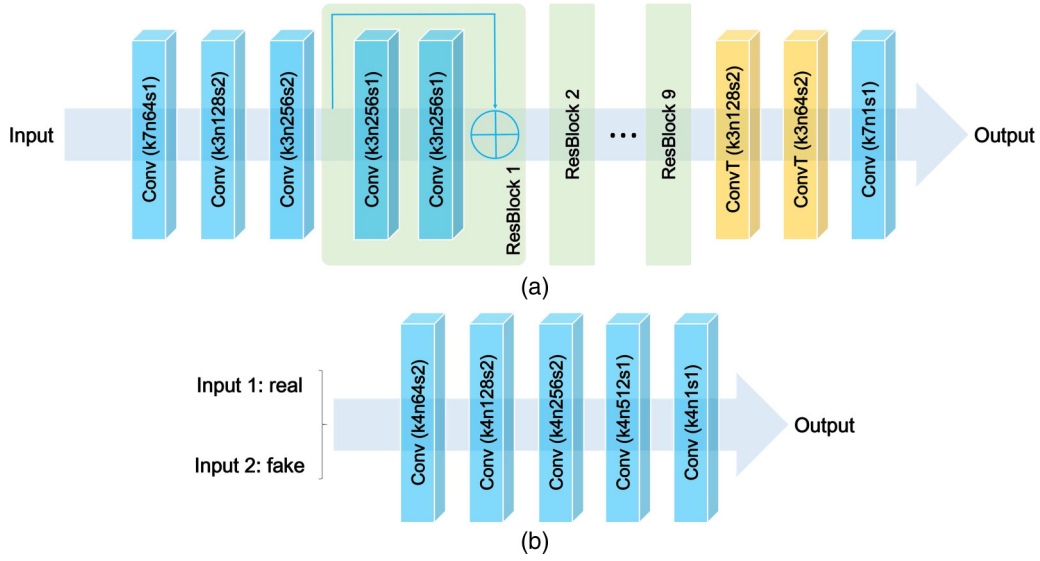 Input
Conv (k7n64s1)
Conv (k3n128s2)
Conv (k3n256s2)
Conv (k3n256s1)
Conv (k3n256s1)
ResBlock 1
ResBlock 2
...
ResBlock 9
ConvT (k3n128s2)
ConvT (k3n64s2)
Conv (k7n1s1)
Output
(a)
Input 1: real
Input 2: fake
Conv (k4n64s2)
Conv (k4n128s2)
Conv (k4n256s2)
Conv (k4n512s1)
Conv (k4n1s1)
Output
(b)